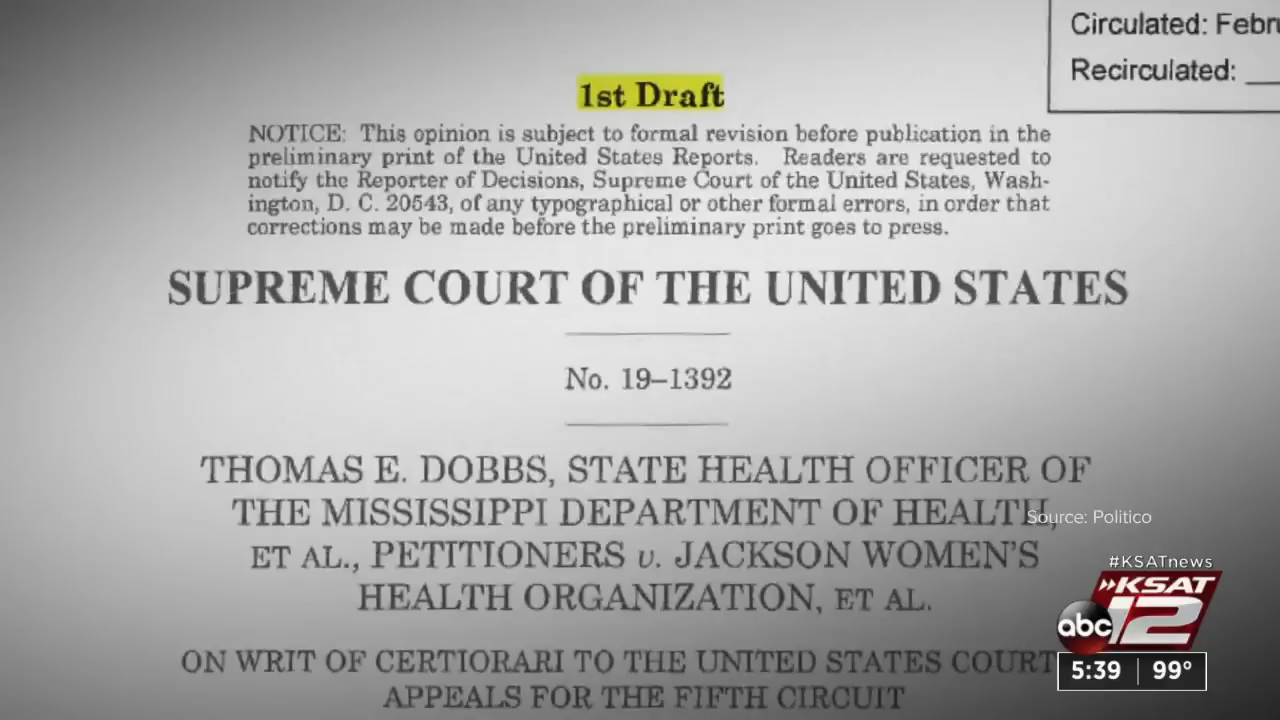 Circulated:
Recirculated:
1st Draft
NOTICE: This opinion is subject to formal revision before publication in the
preliminary print of the United States Reports. Readers are requested to
notify the Reporter of Decisions, Supreme Court of the United States, Wash-
ington, D. C. 20543, of any typographical or other formal errors, in order that
corrections may be made before the preliminary print goes to press.
SUPREME COURT OF THE UNITED STATES
No. 19–1392
THOMAS E. DOBBS, STATE HEALTH OFFICER OF
THE MISSISSIPPI DEPARTMENT OF HEALTH,
ET AL., PETITIONERS v. JACKSON WOMEN'S
HEALTH ORGANIZATION, ET AL.
ON WRIT OF CERTIORARI TO THE UNITED STATES COURT
APPEALS FOR THE FIFTH CIRCUIT
Source: Politico
#KSATnews
KSAT
abc 12
5:39 99°